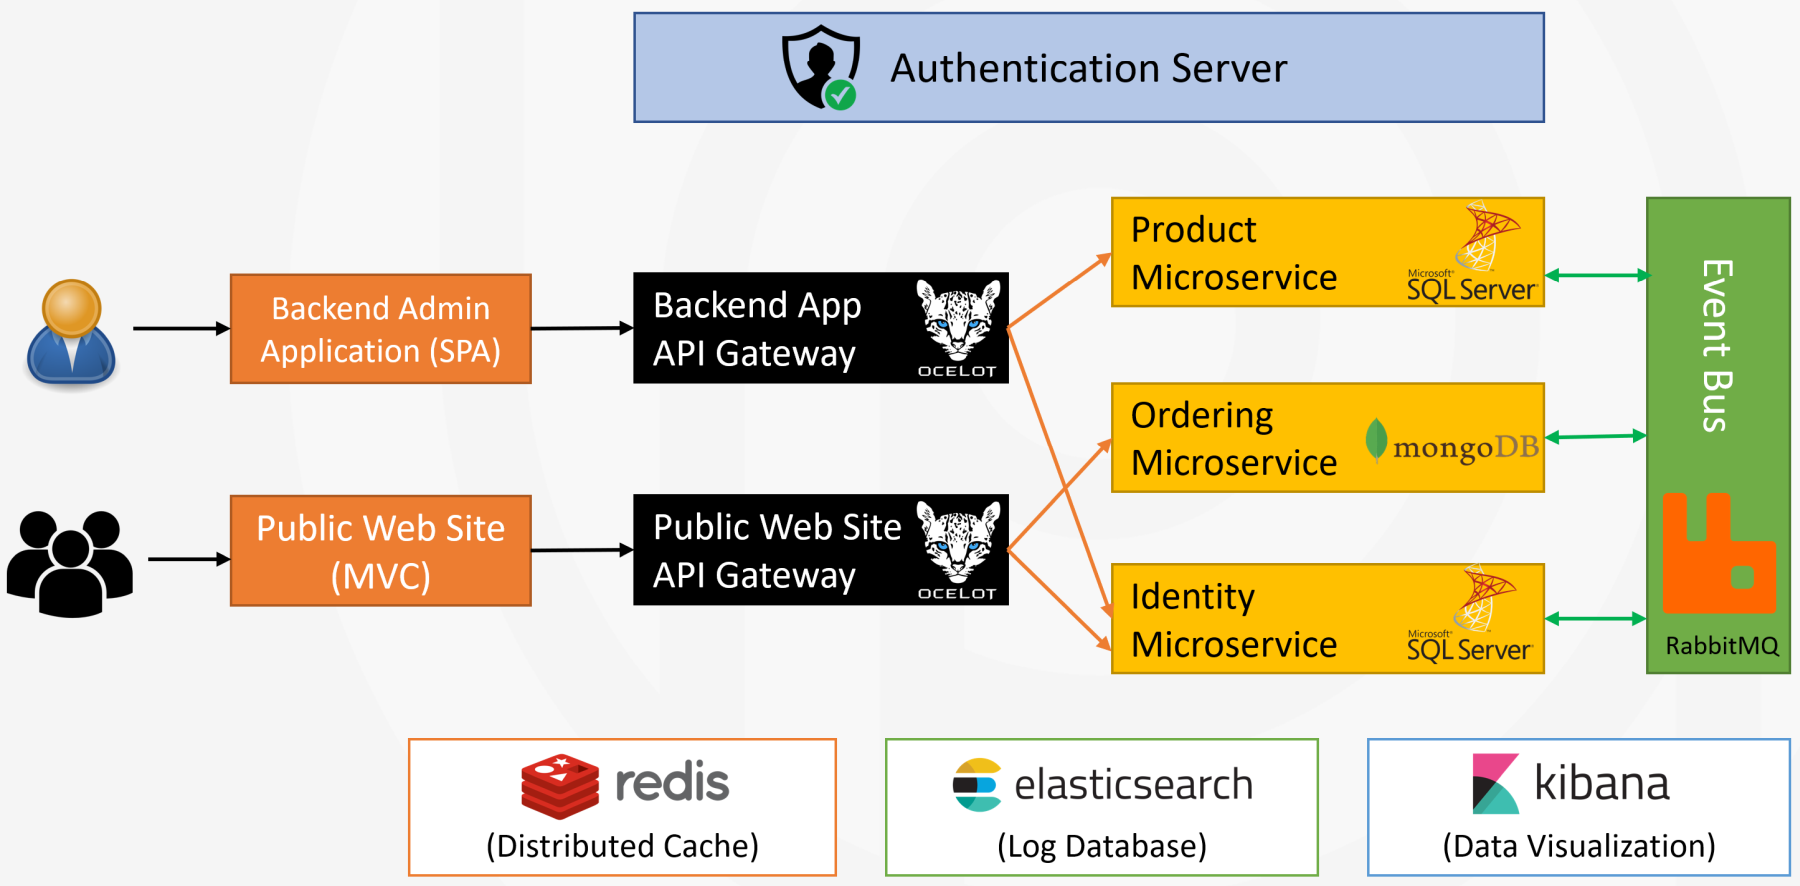 Authentication Server
Backend Admin
Application (SPA)
Backend App
API Gateway
OCELOT
Product
Microservice
Microsoft
SQL Server
Ordering
Microservice
mongoDB
Public Web Site
(MVC)
Public Web Site
API Gateway
OCELOT
Identity
Microservice
Microsoft
SQL Server
Event Bus
RabbitMQ
redis
(Distributed Cache)
elasticsearch
(Log Database)
kibana
(Data Visualization)